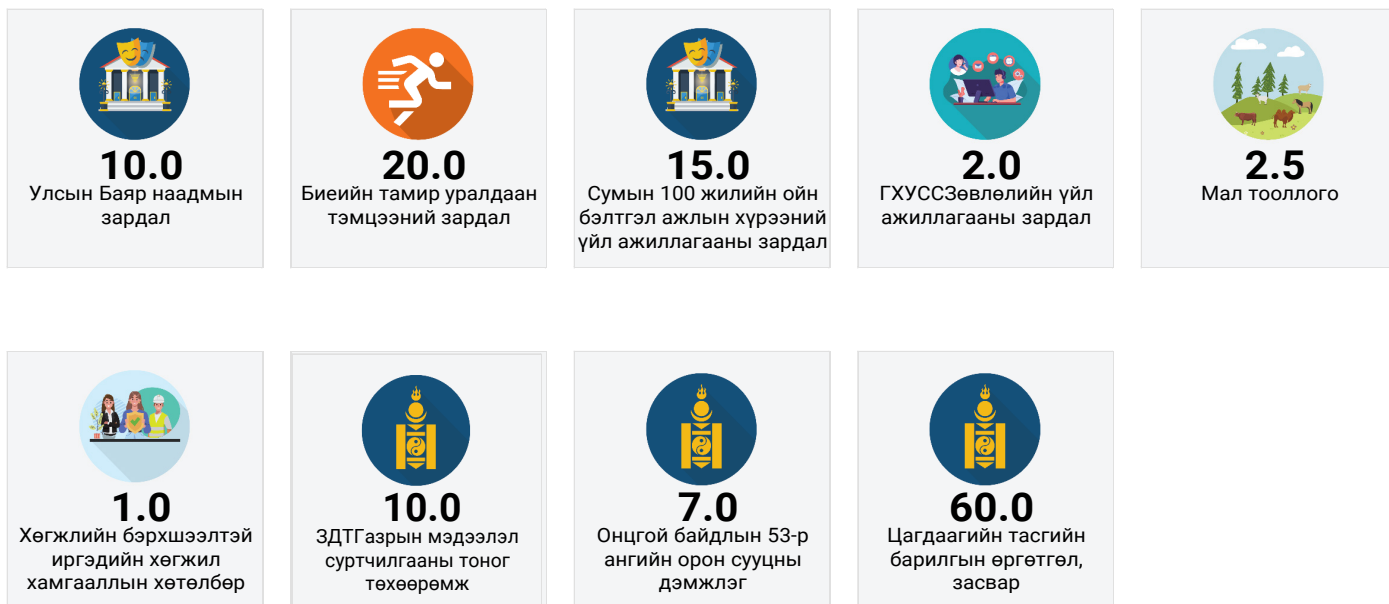 10.0
Улсын Баяр наадмын
зардал
20.0
Биеийн тамир уралдаан
тэмцээний зардал
15.0
Сумын 100 жилийн ойн
бэлтгэл ажлын хүрээний
үйл ажиллагааны зардал
2.0
ГХУССЗөвлөлийн үйл
ажиллагааны зардал
2.5
Мал тооллого
1.0
Хөгжлийн бэрхшээлтэй
иргэдийн хөгжил
хамгааллын хөтөлбөр
10.0
ЗДТГазрын мэдээлэл
суртчилгааны тоног
төхөөрөмж
7.0
Онцгой байдлын 53-р
ангийн орон сууцны
дэмжлэг
60.0
Цагдаагийн тасгийн
барилгын өргөтгөл,
засвар